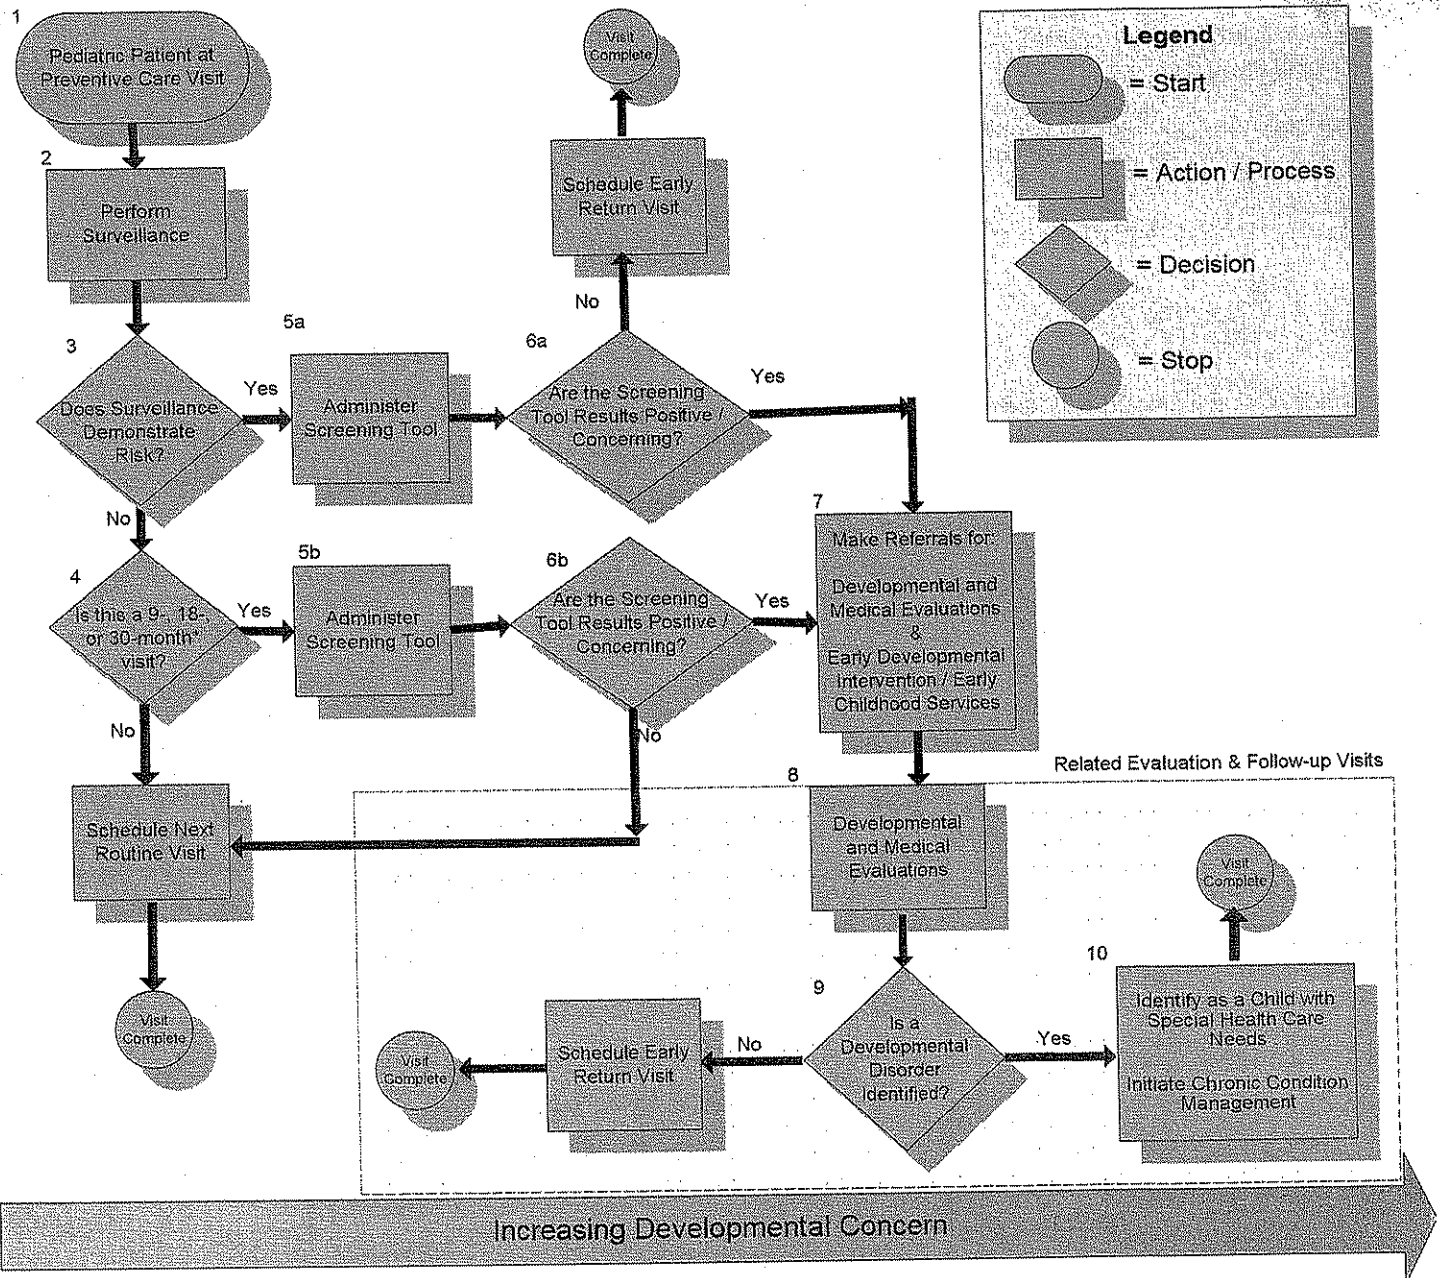 1
Pediatric Patient at
Preventive Care Visit
2
Perform
Surveillance
3
Does Surveillance
Demonstrate
Risk?
Yes
No
5a
Administer
Screening Tool
6a
Are the Screening
Tool Results Positive /
Concerning?
No
Schedule Early
Return Visit
Visit
Complete
Yes
4
Is this a 9-, 18-,
or 30-month*
visit?
Yes
No
5b
Administer
Screening Tool
6b
Are the Screening
Tool Results Positive /
Concerning?
Yes
No
7
Make Referrals for:
Developmental and
Medical Evaluations
&
Early Developmental
Intervention / Early
Childhood Services
Schedule Next
Routine Visit
Visit
Complete
Related Evaluation & Follow-up Visits
8
Developmental
and Medical
Evaluations
9
Is a
Developmental
Disorder
Identified?
No
Schedule Early
Return Visit
Visit
Complete
Yes
10
Identify as a Child with
Special Health Care
Needs
Initiate Chronic Condition
Management
Visit
Complete
Increasing Developmental Concern
Legend
= Start
= Action / Process
= Decision
= Stop